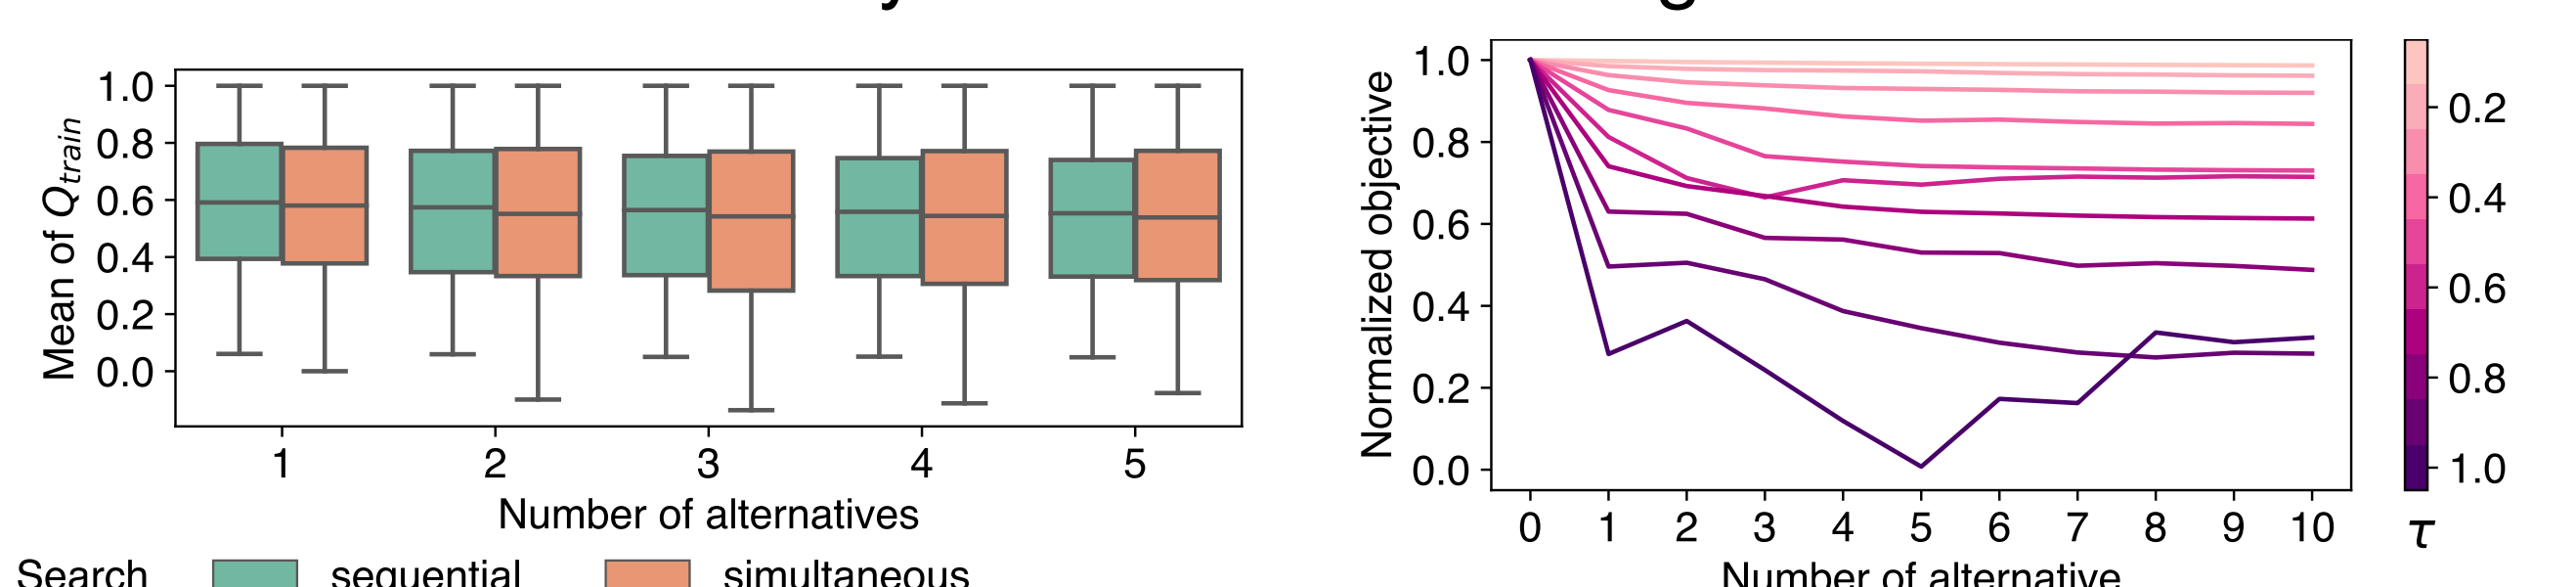 Mean of Q_train
1.0
0.8
0.6
0.4
0.2
0.0
1 2 3 4 5
Number of alternatives
Search sequential simultaneous
Normalized objective
1.0
0.8
0.6
0.4
0.2
0.0
0 1 2 3 4 5 6 7 8 9 10
Number of alternative
0.2
0.4
0.6
0.8
1.0
τ